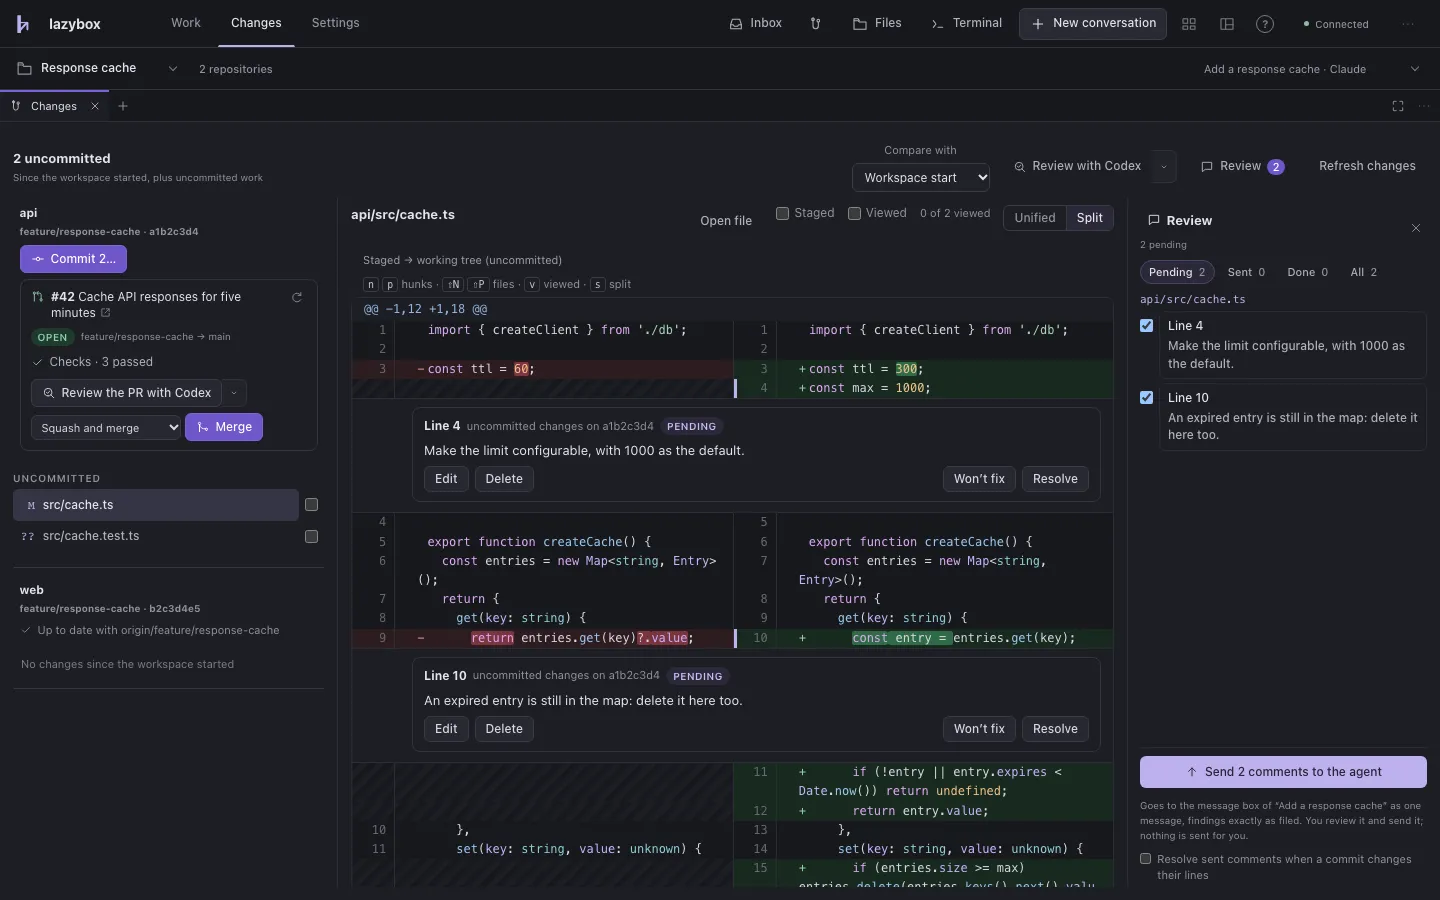 lazybox
Work
Changes
Settings
Inbox
Files
Terminal
New conversation
?
Connected
Response cache
2 repositories
Add a response cache · Claude
Changes
2 uncommitted
Since the workspace started, plus uncommitted work
Compare with
Workspace start
Review with Codex
Review 2
Refresh changes
api
feature/response-cache · a1b2c3d4
Commit 2…
#42 Cache API responses for five
minutes
OPEN feature/response-cache → main
Checks · 3 passed
Review the PR with Codex
Squash and merge
Merge
UNCOMMITTED
M src/cache.ts
?? src/cache.test.ts
web
feature/response-cache · b2c3d4e5
Up to date with origin/feature/response-cache
No changes since the workspace started
api/src/cache.ts
Open file
Staged
Viewed
0 of 2 viewed
Unified
Split
Staged → working tree (uncommitted)
n p hunks · ⇧N ⇧P files · v viewed · s split
@@ −1,12 +1,18 @@
1 import { createClient } from './db';
1 import { createClient } from './db';
2
2
3 −const ttl = 60;
3 +const ttl = 300;
4 +const max = 1000;
Line 4 uncommitted changes on a1b2c3d4 PENDING
Make the limit configurable, with 1000 as the default.
Edit
Delete
Won't fix
Resolve
4
5
5 export function createCache() {
6 export function createCache() {
6 const entries = new Map<string, Entry>
();
7 const entries = new Map<string,
Entry>();
7 return {
8 return {
8 get(key: string) {
9 get(key: string) {
9 − return entries.get(key)?.value;
10 + const entry = entries.get(key);
Line 10 uncommitted changes on a1b2c3d4 PENDING
An expired entry is still in the map: delete it here too.
Edit
Delete
Won't fix
Resolve
11 + if (!entry || entry.expires <
Date.now()) return undefined;
12 + return entry.value;
10 },
13 },
11 set(key: string, value: unknown) {
14 set(key: string, value: unknown) {
15 + if (entries.size >= max)
entries.delete(entries.keys().next().valu
Review
2 pending
Pending 2
Sent 0
Done 0
All 2
api/src/cache.ts
Line 4
Make the limit configurable, with 1000 as
the default.
Line 10
An expired entry is still in the map: delete it
here too.
Send 2 comments to the agent
Goes to the message box of "Add a response cache" as one
message, findings exactly as filed. You review it and send it;
nothing is sent for you.
Resolve sent comments when a commit changes
their lines